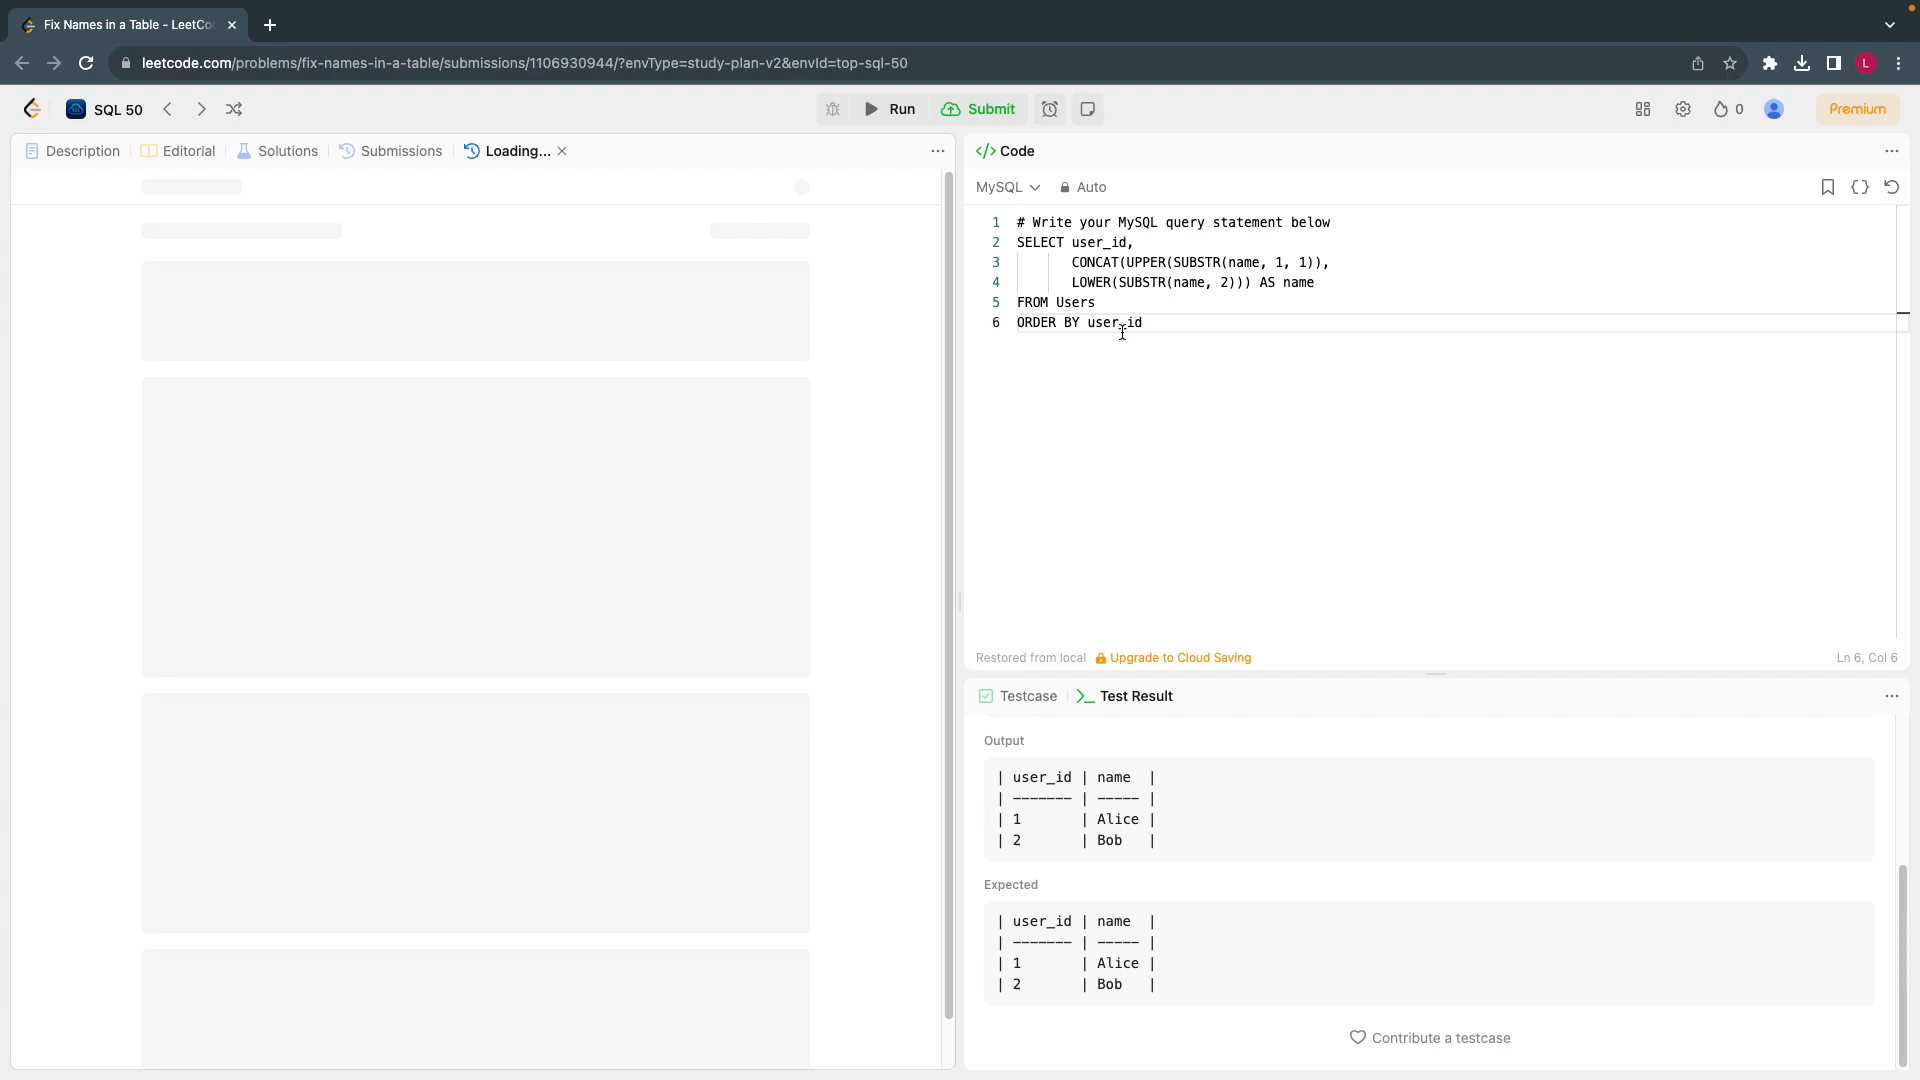 Fix Names in a Table - LeetCo
leetcode.com/problems/fix-names-in-a-table/submissions/1106930944/?envType=study-plan-v2&envId=top-sql-50
L
SQL 50
Run
Submit
0
Premium
Description
Editorial
Solutions
Submissions
Loading...
</> Code
MySQL
Auto
1 # Write your MySQL query statement below
2 SELECT user_id,
3 CONCAT(UPPER(SUBSTR(name, 1, 1)),
4 LOWER(SUBSTR(name, 2))) AS name
5 FROM Users
6 ORDER BY user_id
Restored from local
Upgrade to Cloud Saving
Ln 6, Col 6
Testcase
Test Result
Output
| user_id | name |
| ------- | ----- |
| 1 | Alice |
| 2 | Bob |
Expected
| user_id | name |
| ------- | ----- |
| 1 | Alice |
| 2 | Bob |
Contribute a testcase